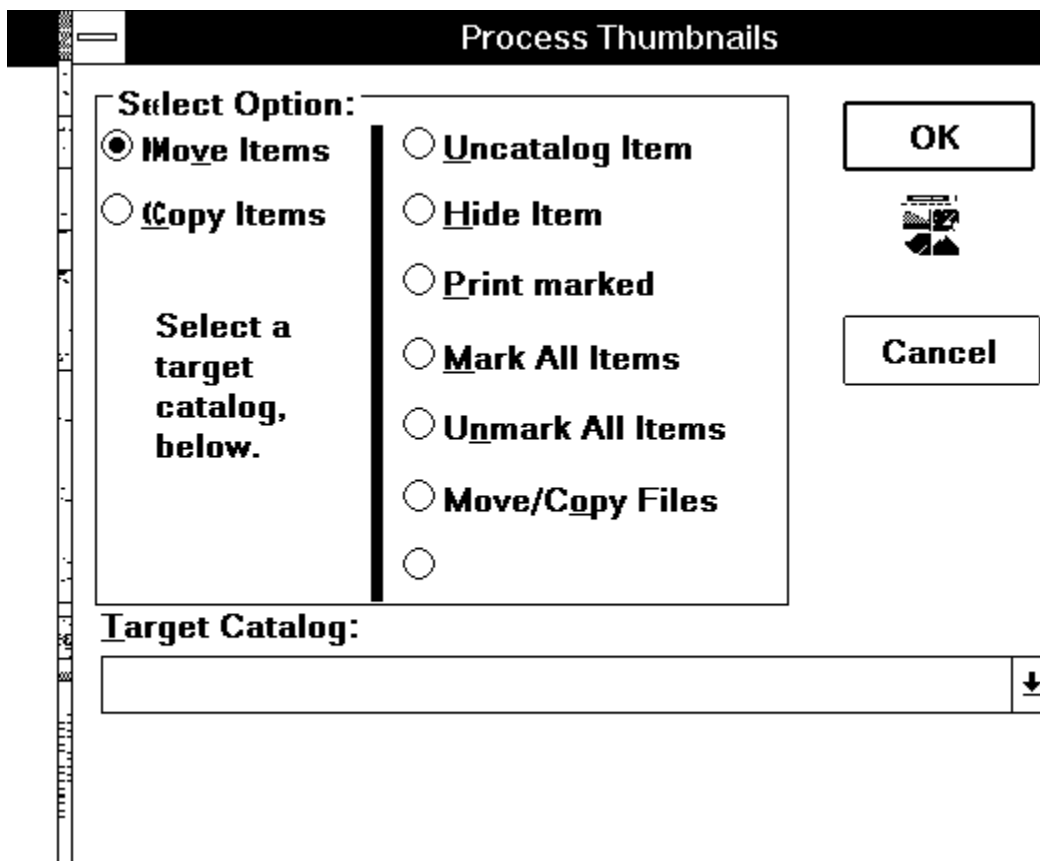 Process Thumbnails
Select Option:
Move Items
Copy Items
Select a
target
catalog,
below.
Uncatalog Item
Hide Item
Print marked
Mark All Items
Unmark All Items
Move/Copy Files
OK
Cancel
Target Catalog: